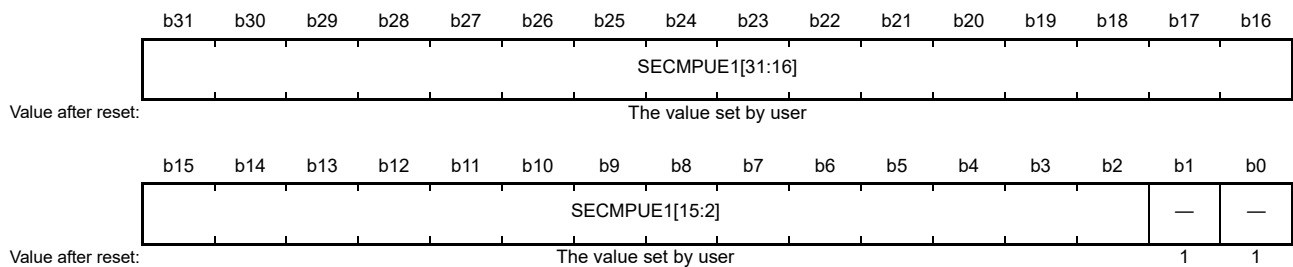 b31 b30 b29 b28 b27 b26 b25 b24 b23 b22 b21 b20 b19 b18 b17 b16
SECMPUE1[31:16]
Value after reset: The value set by user
b15 b14 b13 b12 b11 b10 b9 b8 b7 b6 b5 b4 b3 b2 b1 b0
SECMPUE1[15:2] — —
Value after reset: The value set by user 1 1